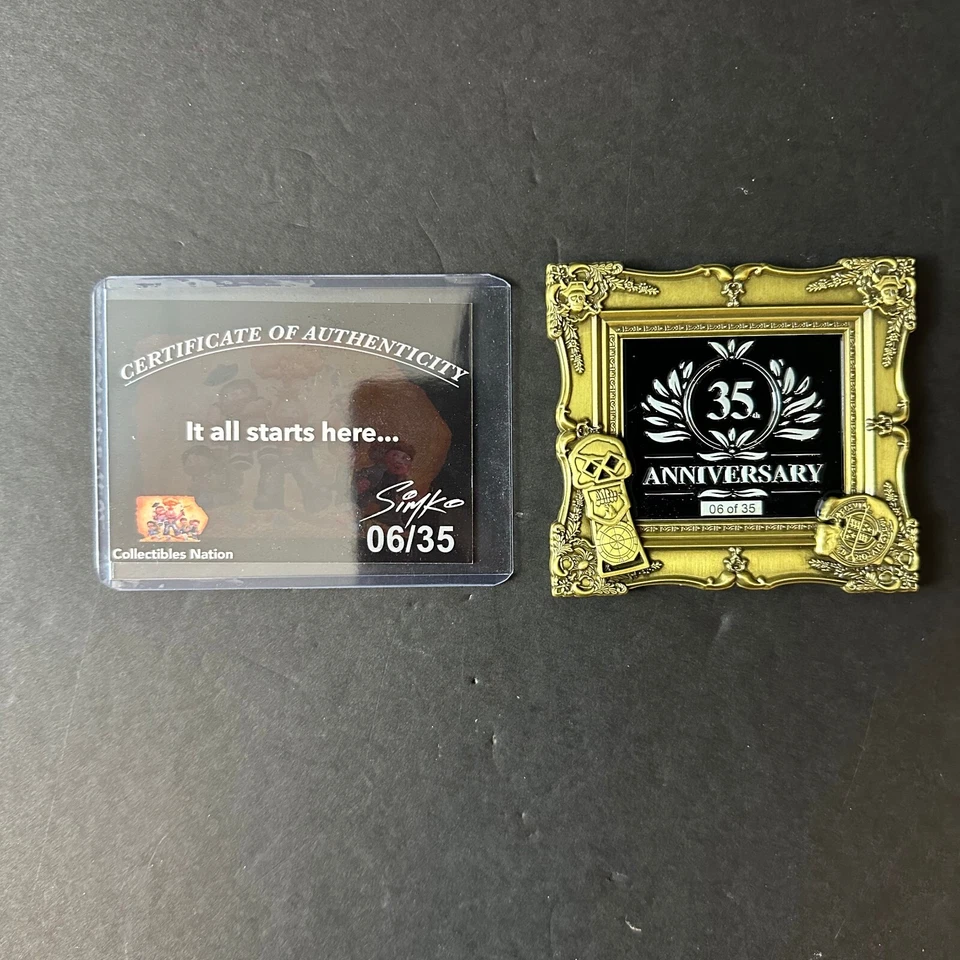 CERTIFICATE OF AUTHENTICITY
It all starts here...
Simko
06/35
Collectibles Nation
35th
ANNIVERSARY
06 of 35